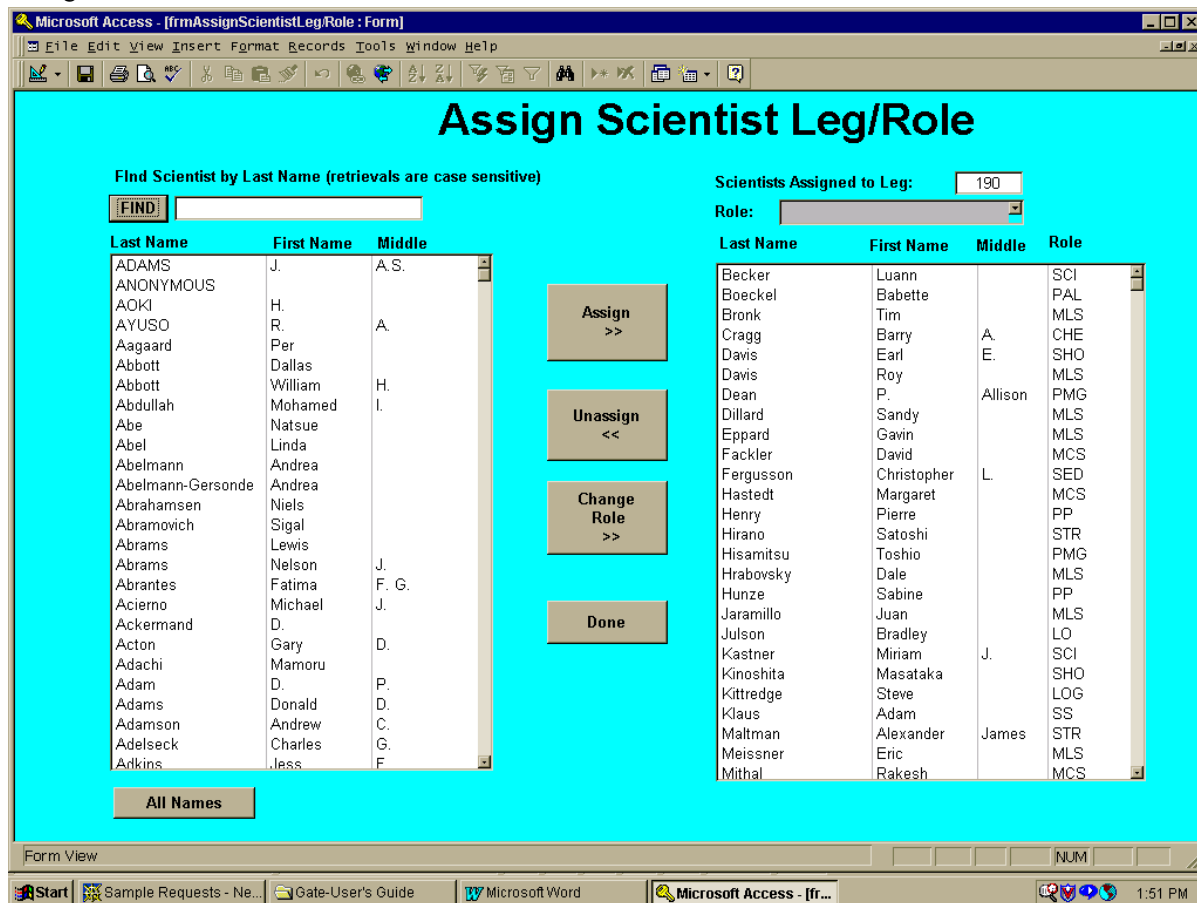 Microsoft Access - [frmAssignScientistLeg/Role : Form]
File Edit View Insert Format Records Tools Window Help
Assign Scientist Leg/Role
FInd Scientist by Last Name (retrievals are case sensitive)
FIND
Last Name First Name Middle
ADAMS J. A.S.
ANONYMOUS
AOKI H.
AYUSO R. A.
Aagaard Per
Abbott Dallas
Abbott William H.
Abdullah Mohamed I.
Abe Natsue
Abel Linda
Abelmann Andrea
Abelmann-Gersonde Andrea
Abrahamsen Niels
Abramovich Sigal
Abrams Lewis
Abrams Nelson J.
Abrantes Fatima F. G.
Acierno Michael J.
Ackermand D.
Acton Gary D.
Adachi Mamoru
Adam D. P.
Adams Donald D.
Adamson Andrew C.
Adelseck Charles G.
Adkins Jess F
All Names
Assign
>>
Unassign
<<
Change
Role
>>
Done
Scientists Assigned to Leg: 190
Role:
Last Name First Name Middle Role
Becker Luann SCI
Boeckel Babette PAL
Bronk Tim MLS
Cragg Barry A. CHE
Davis Earl E. SHO
Davis Roy MLS
Dean P. Allison PMG
Dillard Sandy MLS
Eppard Gavin MLS
Fackler David MCS
Fergusson Christopher L. SED
Hastedt Margaret MCS
Henry Pierre PP
Hirano Satoshi STR
Hisamitsu Toshio PMG
Hrabovsky Dale MLS
Hunze Sabine PP
Jaramillo Juan MLS
Julson Bradley LO
Kastner Miriam J. SCI
Kinoshita Masataka SHO
Kittredge Steve LOG
Klaus Adam SS
Maltman Alexander James STR
Meissner Eric MLS
Mithal Rakesh MCS
Form View NUM
Start Sample Requests - Ne... Gate-User's Guide Microsoft Word Microsoft Access - [fr... 1:51 PM